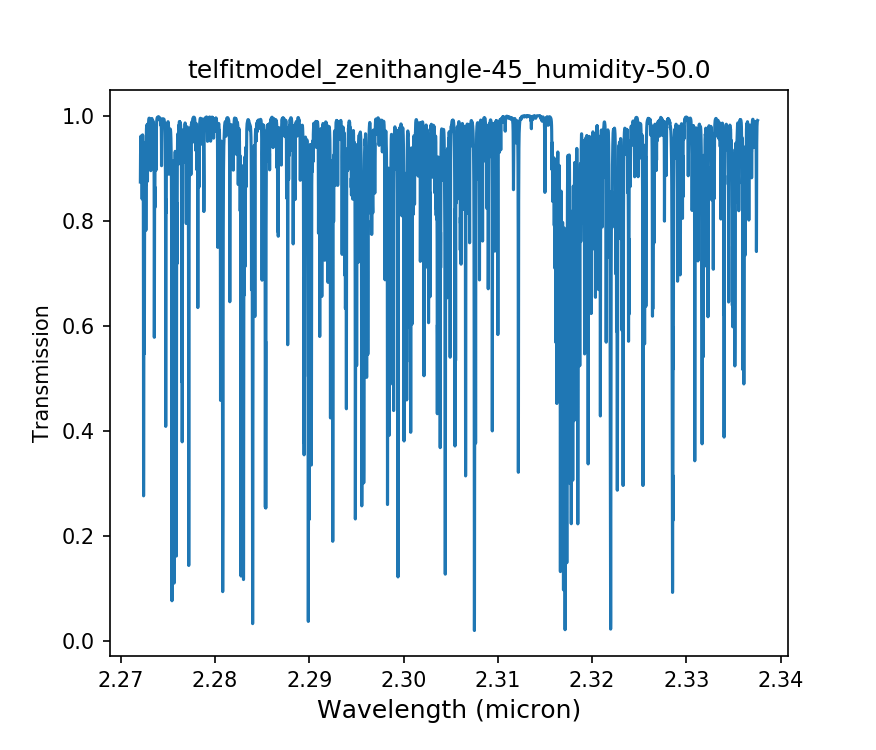 telfitmodel_zenithangle-45_humidity-50.0
1.0
0.8
0.6
0.4
0.2
0.0
Transmission
2.27 2.28 2.29 2.30 2.31 2.32 2.33 2.34
Wavelength (micron)